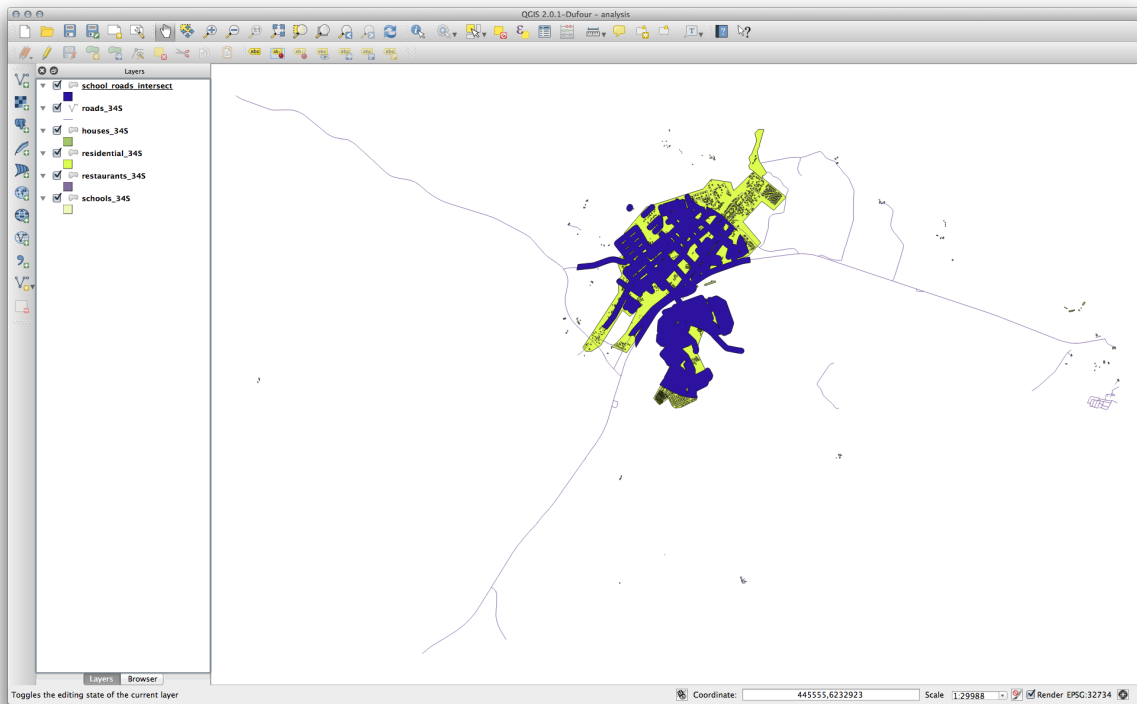 QGIS 2.0.1-Dufour - analysis
Layers
school_roads_intersect
roads_34S
houses_34S
residential_34S
restaurants_34S
schools_34S
Layers Browser
Toggles the editing state of the current layer
Coordinate: 445555,6232923 Scale 1:29988 Render EPSG:32734